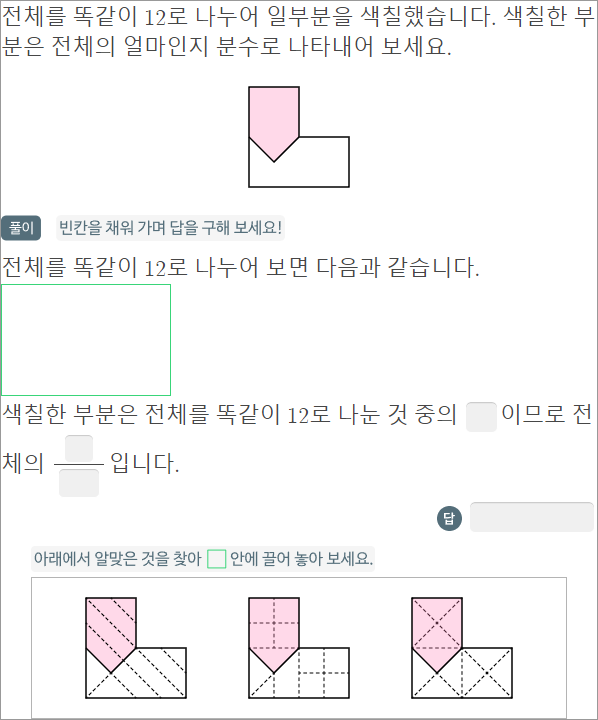 전체를 똑같이 12로 나누어 일부분을 색칠했습니다. 색칠한 부
분은 전체의 얼마인지 분수로 나타내어 보세요.
풀이 빈칸을 채워 가며 답을 구해 보세요!
전체를 똑같이 12로 나누어 보면 다음과 같습니다.
색칠한 부분은 전체를 똑같이 12로 나눈 것 중의 이므로 전
체의 입니다.
답
아래에서 알맞은 것을 찾아 안에 끌어 놓아 보세요.